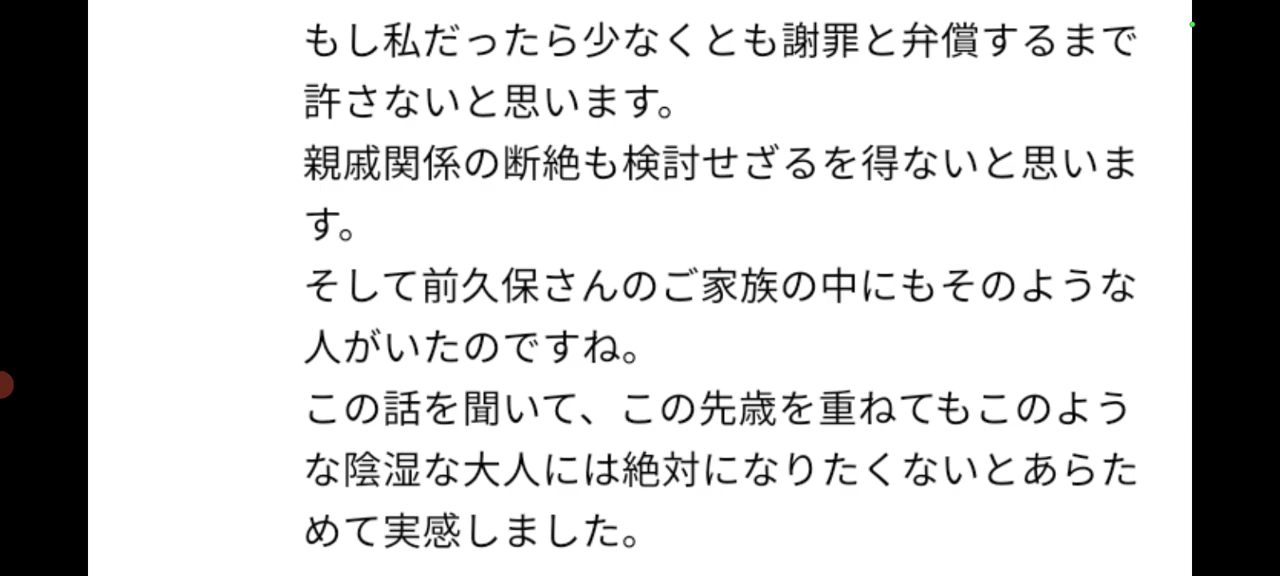 もし私だったら少なくとも謝罪と弁償するまで
許さないと思います。
親戚関係の断絶も検討せざるを得ないと思いま
す。
そして前久保さんのご家族の中にもそのような
人がいたのですね。
この話を聞いて、この先歳を重ねてもこのよう
な陰湿な大人には絶対になりたくないとあらた
めて実感しました。